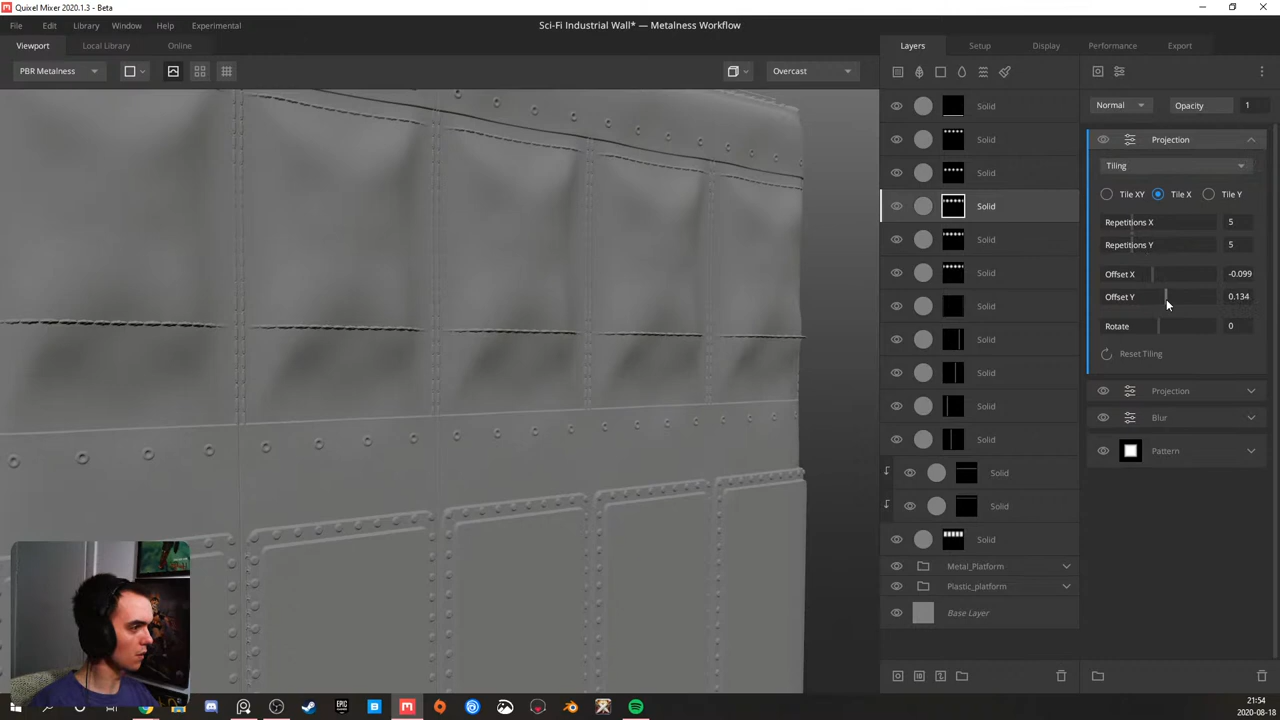 Quixel Mixer 2020.1.3 - Beta
File Edit Library Window Help Experimental
Sci-Fi Industrial Wall* — Metalness Workflow
Viewport Local Library Online
Layers Setup Display Performance Export
PBR Metalness
Overcast
Normal Opacity 1
Solid
Solid
Solid
Solid
Solid
Solid
Solid
Solid
Solid
Solid
Solid
Solid
Solid
Solid
Metal_Platform
Plastic_platform
Base Layer
Projection
Tiling
Tile XY Tile X Tile Y
Repetitions X 5
Repetitions Y 5
Offset X -0.099
Offset Y 0.134
Rotate 0
Reset Tiling
Projection
Blur
Pattern
EPIC
21:54
2020-08-18